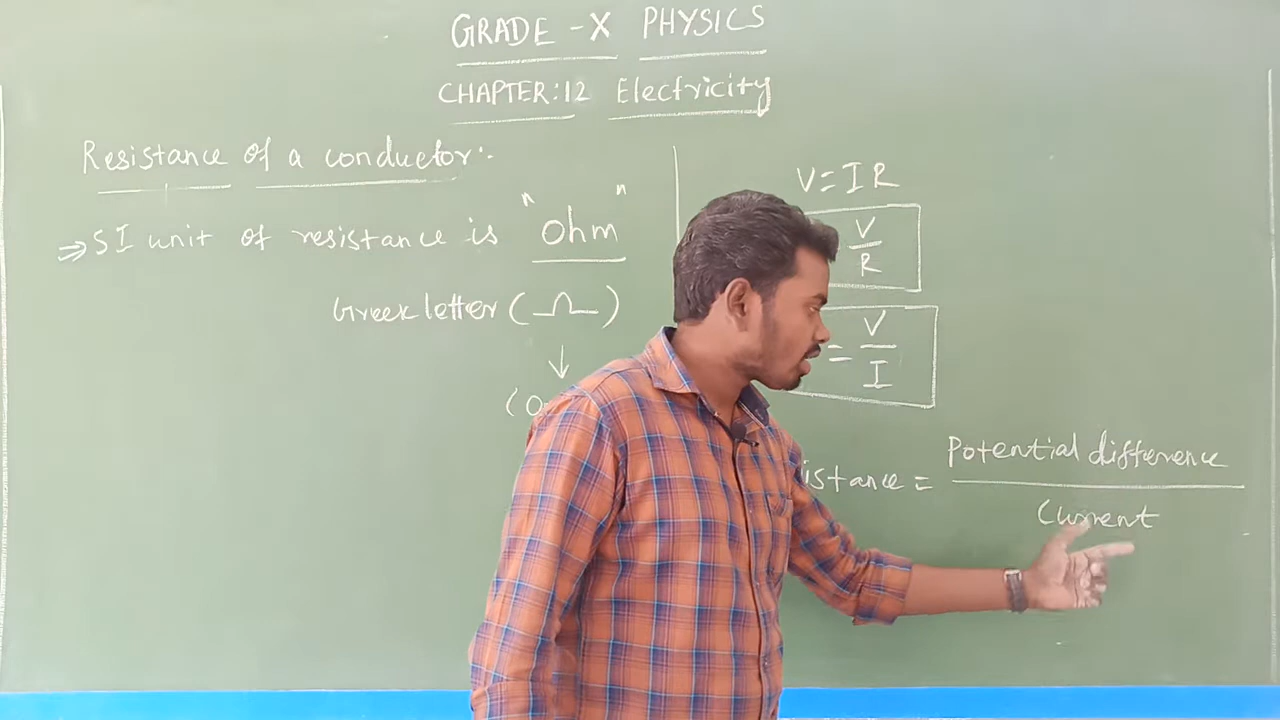 GRADE - X PHYSICS
CHAPTER:12 Electricity
Resistance of a conductor:-
⇒ SI unit of resistance is "ohm"
Greek letter (Ω)
↓
(O
V = I R
V
R
= V
I
istance = Potential difference
Current